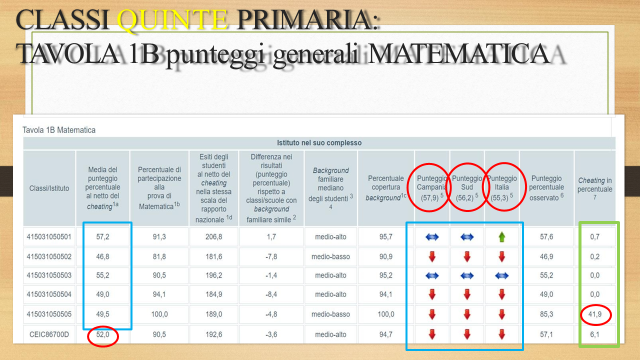 CLASSI QUINTE PRIMARIA:
TAVOLA 1B punteggi generali MATEMATICA
Tavola 1B Matematica
Istituto nel suo complesso
Classi/Istituto
Media del punteggio percentuale al netto del cheating 1a
Percentuale di partecipazione alla prova di Matematica 1b
Esiti degli studenti al netto del cheating nella stessa scala del rapporto nazionale 1d
Differenza nei risultati (punteggio percentuale) rispetto a classi/scuole con background familiare simile 2
Background familiare mediano degli studenti 3 4
Percentuale copertura background 1c
Punteggio Campania (57,9) 5
Punteggio Sud (56,2) 5
Punteggio Italia (55,3) 5
Punteggio percentuale osservato 6
Cheating in percentuale 7
415031050501 57,2 91,3 206,8 1,7 medio-alto 95,7 57,6 0,7
415031050502 46,8 81,8 181,6 -7,8 medio-basso 90,9 46,9 0,2
415031050503 55,2 90,5 196,2 -1,4 medio-alto 95,2 55,2 0,0
415031050504 49,0 94,1 184,9 -8,4 medio-alto 94,1 49,0 0,0
415031050505 49,5 100,0 189,0 -4,8 medio-basso 100,0 85,3 41,9
CEIC86700D 52,0 90,5 192,6 -3,6 medio-alto 94,7 57,1 6,1